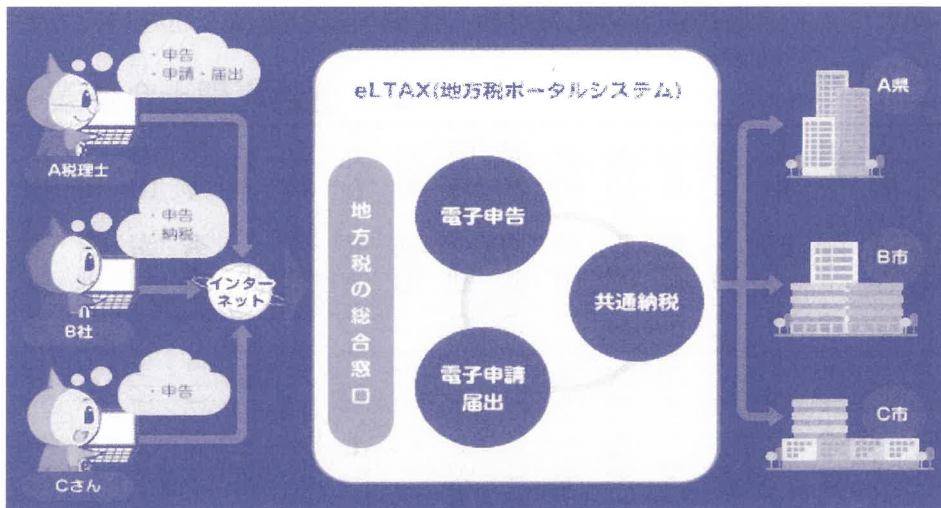 ・申告
・申請・届出
A税理士
・申告
・納税
B社
・申告
Cさん
インター
ネット
eLTAX(地方税ポータルシステム)
地方税の総合窓口
電子申告
電子申請
届出
共通納税
A県
B市
C市